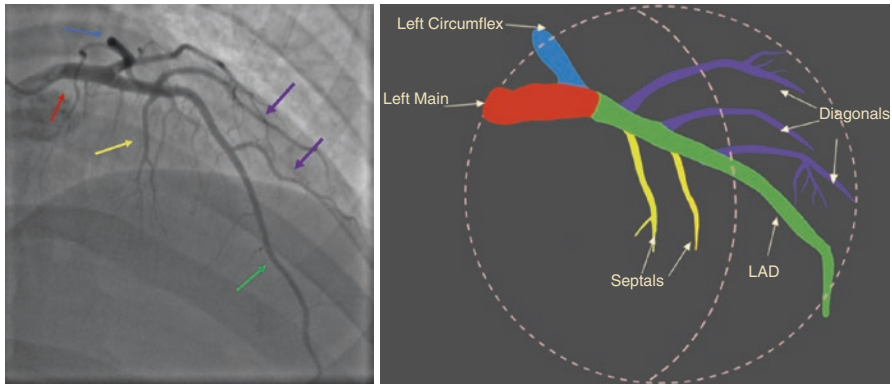 Left Circumflex
Left Main
Diagonals
Septals
LAD